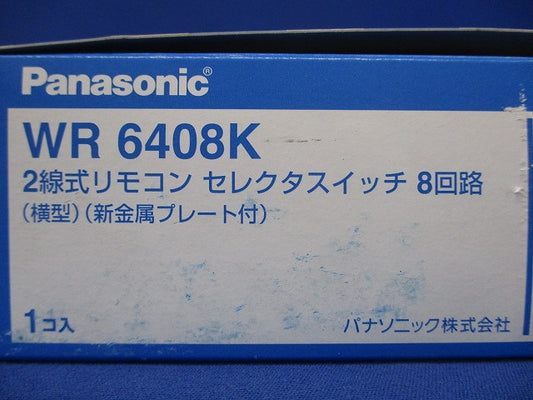 Panasonic®
WR 6408K
2線式リモコン セレクタスイッチ 8回路
(横型)(新金属プレート付)
1コ入
パナソニック株式会社